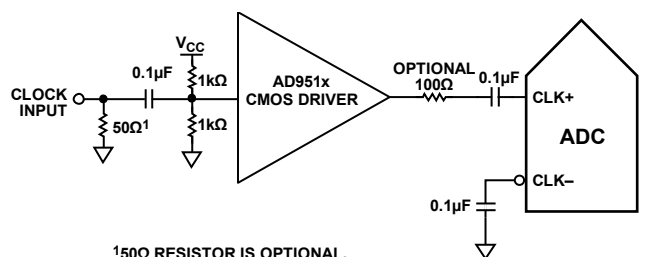 V_CC
0.1µF
1kΩ
CLOCK
INPUT
50Ω¹
1kΩ
AD951x
CMOS DRIVER
OPTIONAL
100Ω
0.1µF
CLK+
ADC
CLK–
0.1µF
¹50Ω RESISTOR IS OPTIONAL.